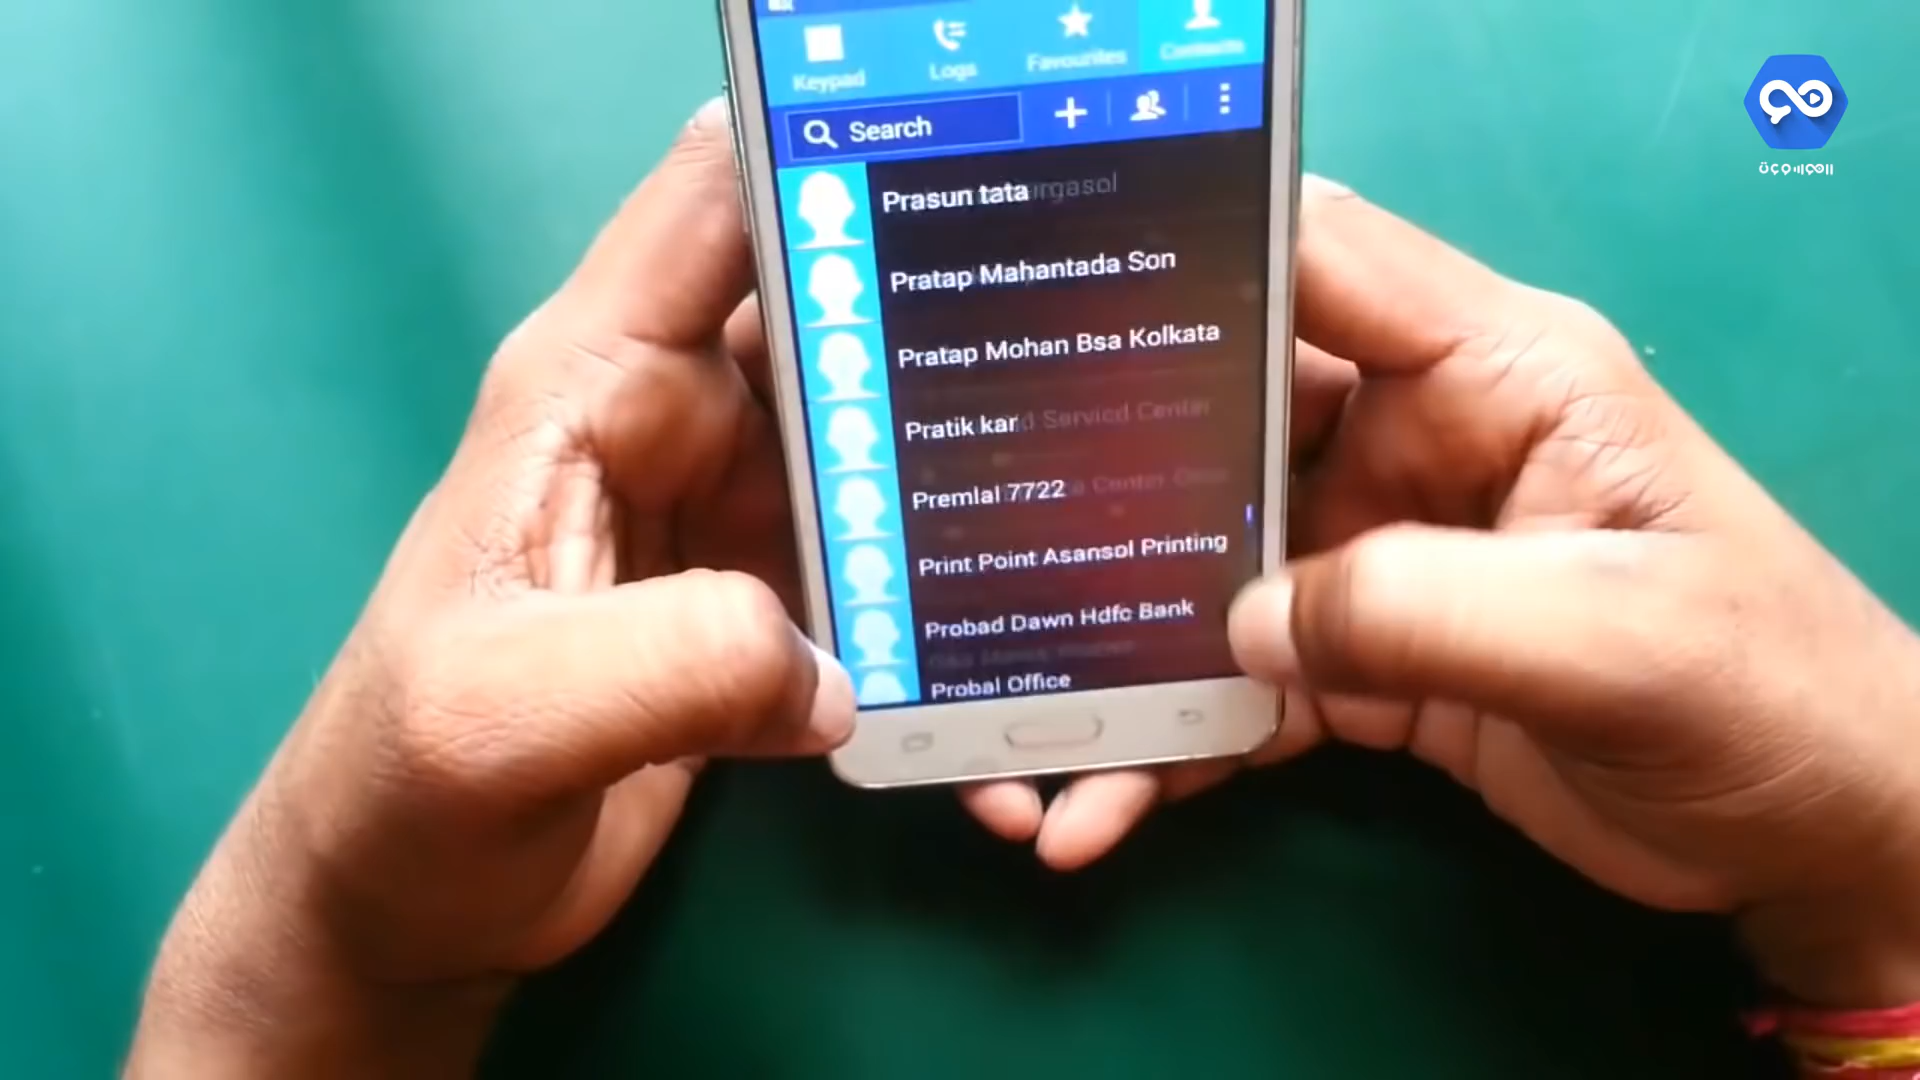 Keypad
Logs
Favourites
Contacts
Search
Prasun tata
Pratap Mahantada Son
Pratap Mohan Bsa Kolkata
Pratik kar
Premlal 7722
Print Point Asansol Printing
Probad Dawn Hdfc Bank
Probal Office